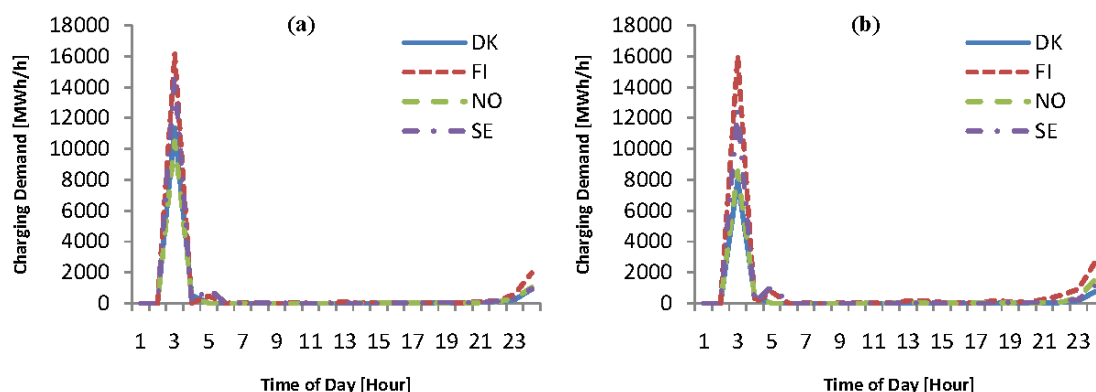 (a)
Charging Demand [MWh/h]
18000
16000
14000
12000
10000
8000
6000
4000
2000
0
DK
FI
NO
SE
1 3 5 7 9 11 13 15 17 19 21 23
Time of Day [Hour]
(b)
Charging Demand [MWh/h]
18000
16000
14000
12000
10000
8000
6000
4000
2000
0
DK
FI
NO
SE
1 3 5 7 9 11 13 15 17 19 21 23
Time of Day [Hour]